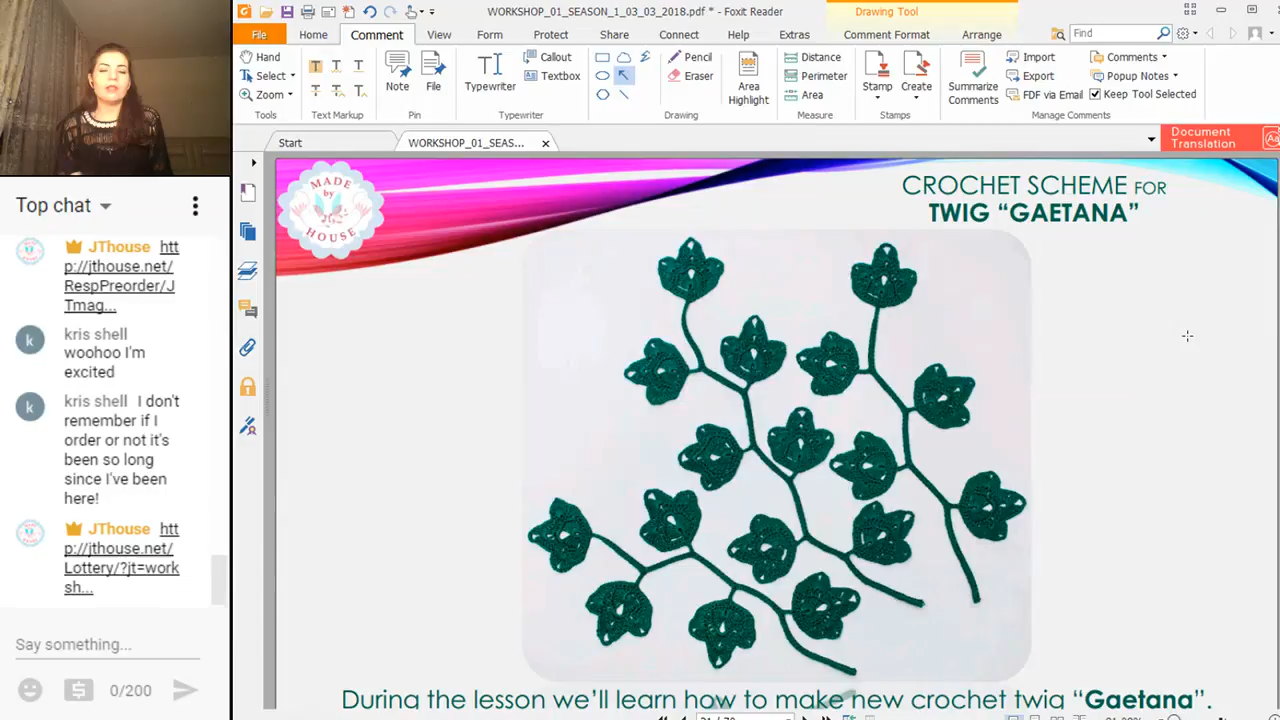 WORKSHOP_01_SEASON_1_03_03_2018.pdf * - Foxit Reader
Drawing Tool
File Home Comment View Form Protect Share Connect Help Extras Comment Format Arrange Find
Hand
Select
Zoom
Tools
T T T
T T T
Text Markup
Note
File
Pin
Typewriter
Callout
Textbox
Typewriter
Pencil
Eraser
Drawing
Area
Highlight
Distance
Perimeter
Area
Measure
Stamp
Create
Stamps
Summarize
Comments
Import
Export
FDF via Email
Comments
Popup Notes
Keep Tool Selected
Manage Comments
Start
WORKSHOP_01_SEAS...
Document
Translation
Top chat
JThouse htt
p://jthouse.net/
RespPreorder/J
Tmag...
k
kris shell
woohoo I'm
excited
k
kris shell I don't
remember if I
order or not it's
been so long
since I've been
here!
JThouse htt
p://jthouse.net/
Lottery/?jt=work
sh...
Say something...
0/200
MADE
by
HOUSE
CROCHET SCHEME FOR
TWIG “GAETANA”
During the lesson we’ll learn how to make new crochet twig “Gaetana”.